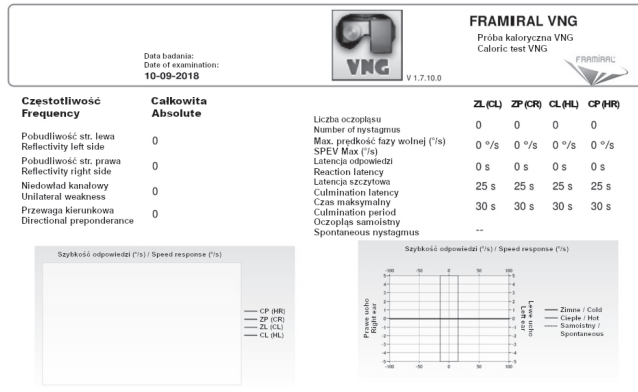 Data badania:
Date of examination:
10-09-2018
VNG
V 1.7.10.0
FRAMIRAL VNG
Próba kaloryczna VNG
Caloric test VNG
FRAMIRAL
Częstotliwość Całkowita
Frequency Absolute
Pobudliwość str. lewa
Reflectivity left side 0
Pobudliwość str. prawa
Reflectivity right side 0
Niedowład kanałowy
Unilateral weakness 0
Przewaga kierunkowa
Directional preponderance 0
ZL (CL) ZP (CR) CL (HL) CP (HR)
Liczba oczopląsu
Number of nystagmus 0 0 0 0
Max. prędkość fazy wolnej (°/s)
SPEV Max (°/s) 0 °/s 0 °/s 0 °/s 0 °/s
Latencja odpowiedzi
Reaction latency 0 s 0 s 0 s 0 s
Latencja szczytowa
Culmination latency 25 s 25 s 25 s 25 s
Czas maksymalny
Culmination period 30 s 30 s 30 s 30 s
Oczopląs samoistny
Spontaneous nystagmus --
Szybkość odpowiedzi (°/s) / Speed response (°/s)
CP (HR)
ZP (CR)
ZL (CL)
CL (HL)
Szybkość odpowiedzi (°/s) / Speed response (°/s)
-100 -50 0 50 100
Prawe ucho
Right ear
Lewe ucho
Left ear
Zimne / Cold
Ciepłe / Hot
Samoistny /
Spontaneous
-100 -50 0 50 100